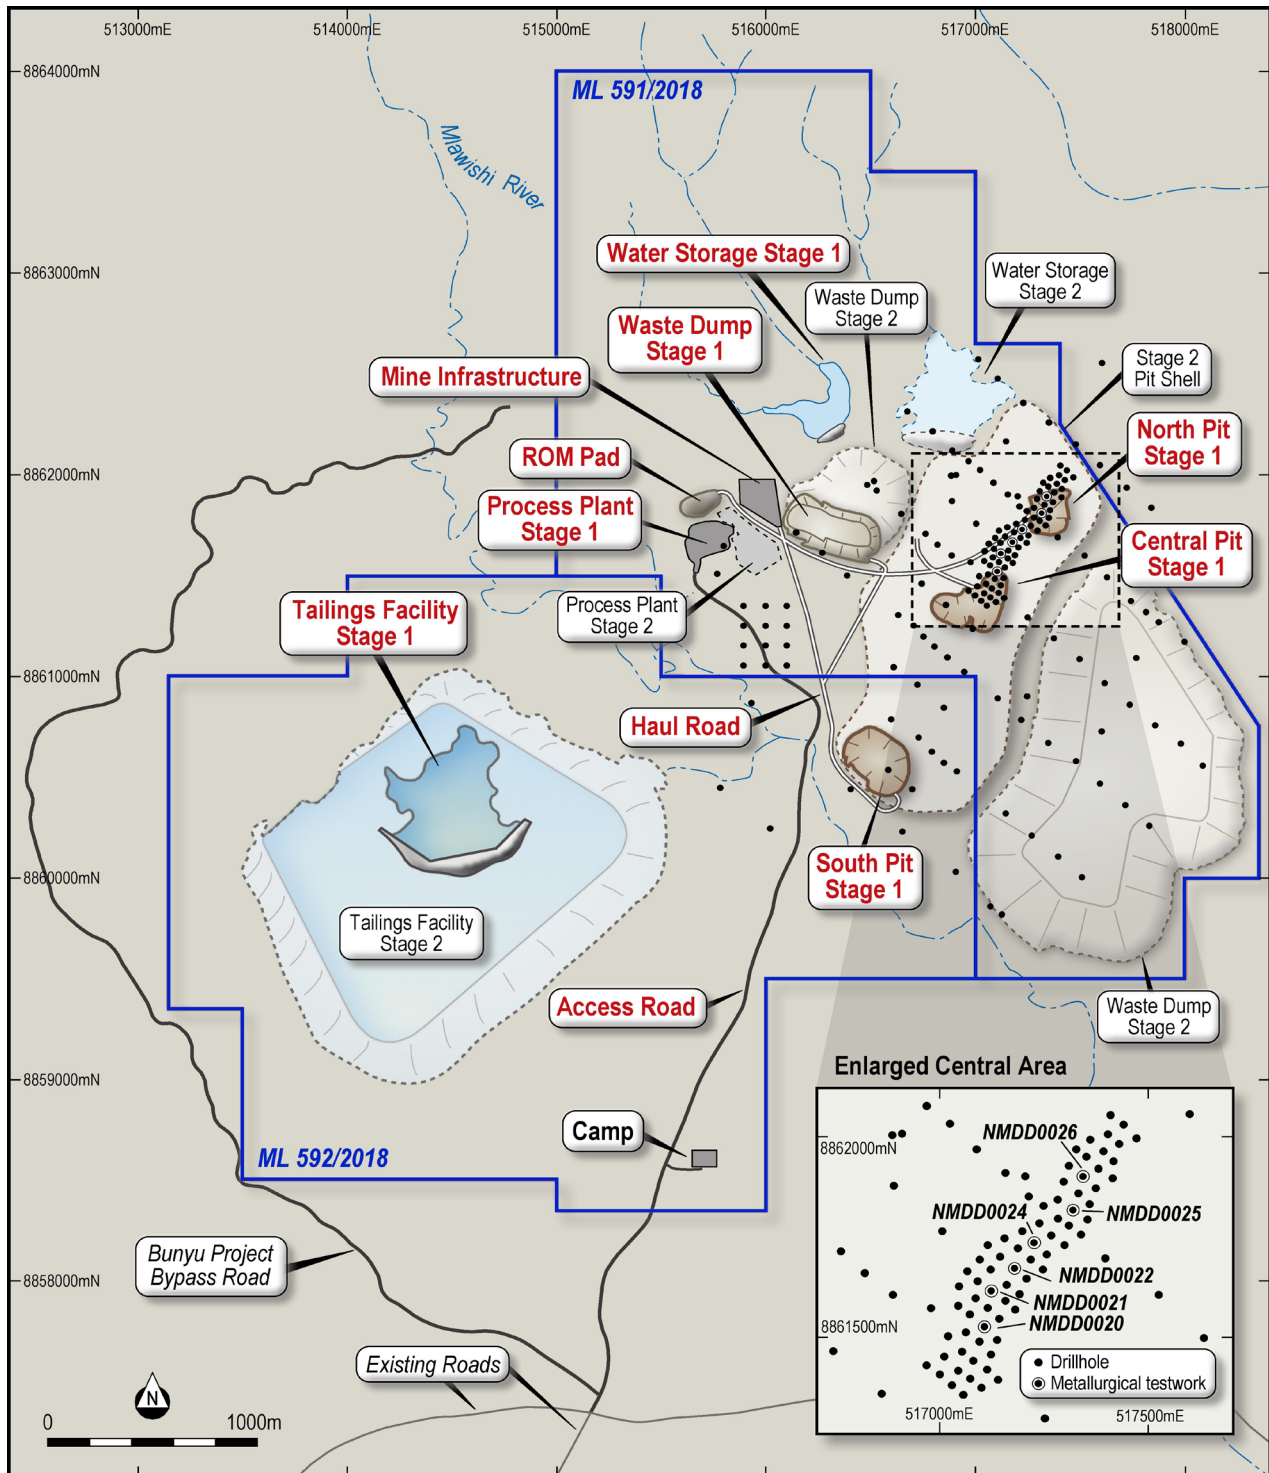 513000mE
514000mE
515000mE
516000mE
517000mE
518000mE
8864000mN
ML 591/2018
Mlawishi River
Water Storage Stage 1
8863000mN
Water Storage
Stage 2
Waste Dump
Stage 2
Waste Dump
Stage 1
Mine Infrastructure
Stage 2
Pit Shell
North Pit
Stage 1
ROM Pad
8862000mN
Process Plant
Stage 1
Central Pit
Stage 1
Tailings Facility
Stage 1
Process Plant
Stage 2
8861000mN
Haul Road
South Pit
Stage 1
8860000mN
Tailings Facility
Stage 2
Access Road
Waste Dump
Stage 2
8859000mN
Enlarged Central Area
Camp
ML 592/2018
NMDD0026
8862000mN
NMDD0024
NMDD0025
NMDD0022
NMDD0021
NMDD0020
8861500mN
Drillhole
Metallurgical testwork
517000mE
517500mE
Bunyu Project
Bypass Road
8858000mN
Existing Roads
N
0
1000m